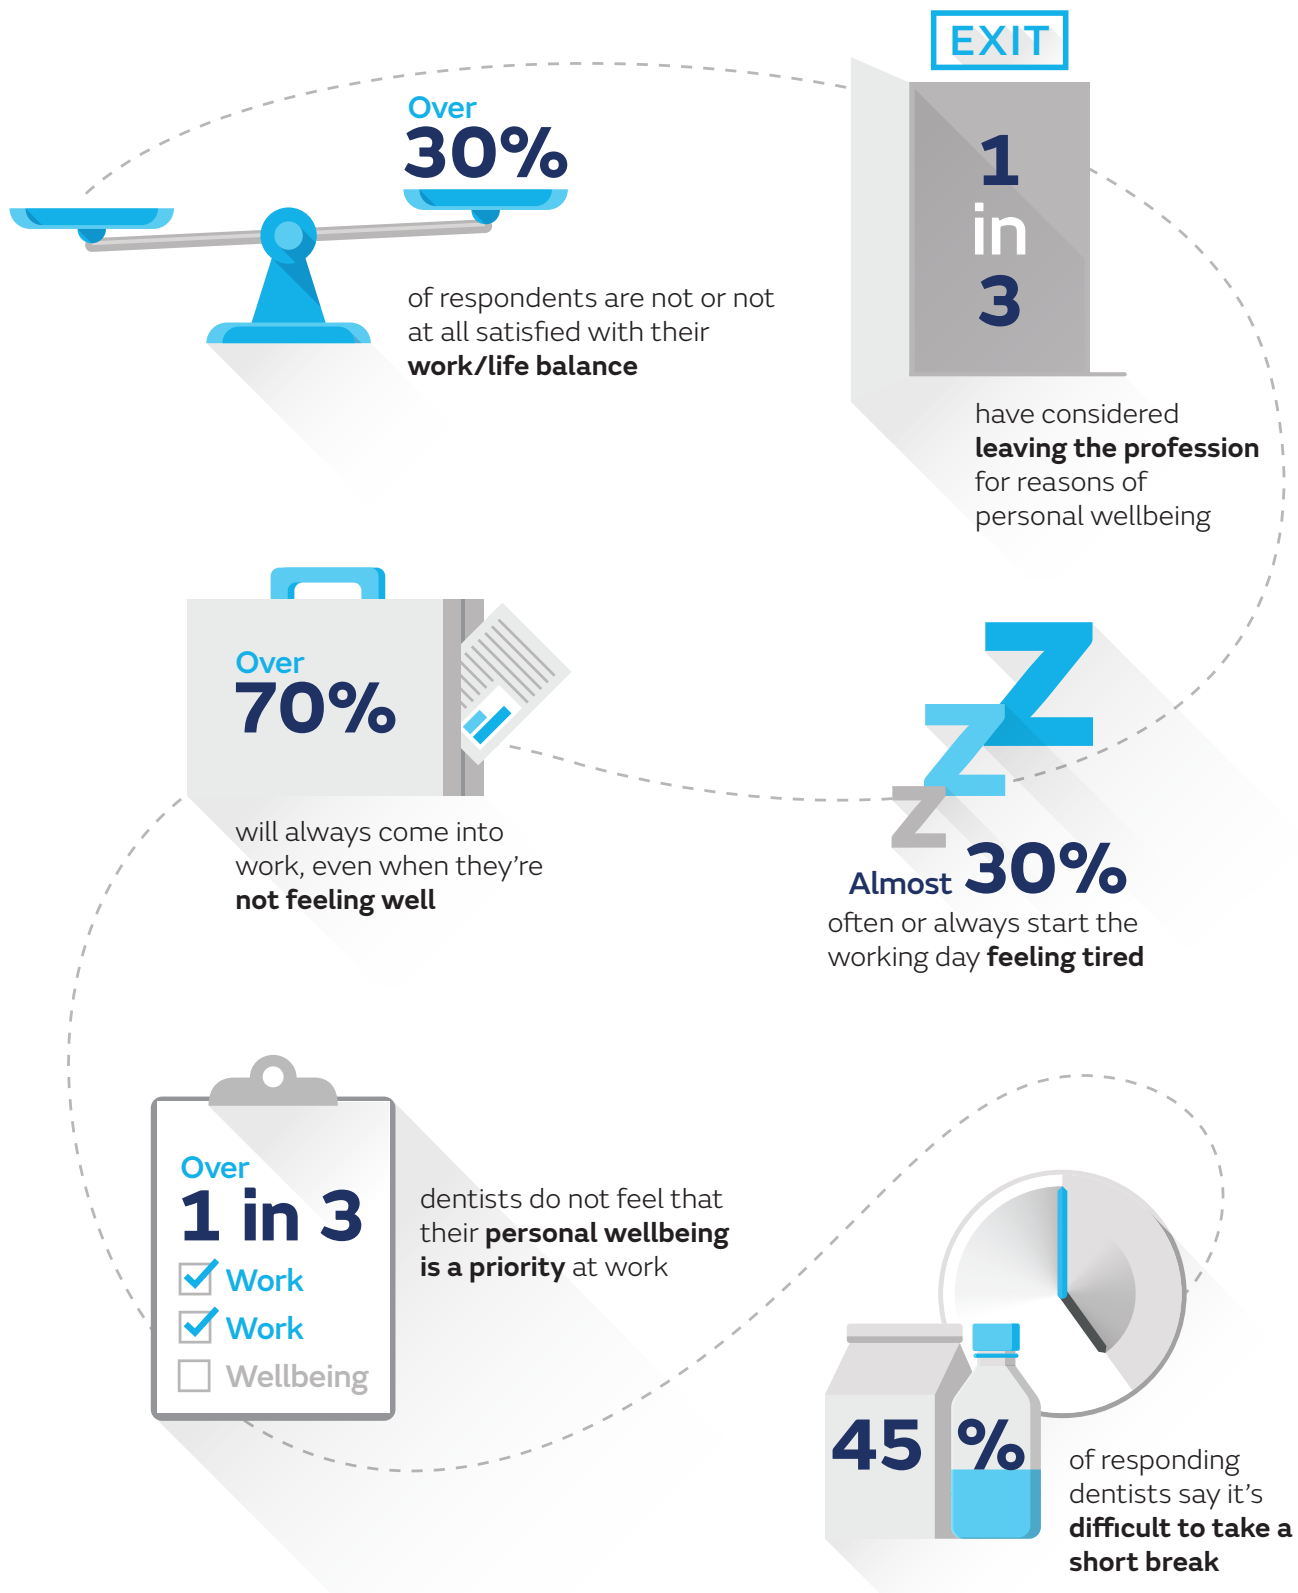 Over
30%
of respondents are not or not
at all satisfied with their
work/life balance
EXIT
1
in
3
have considered
leaving the profession
for reasons of
personal wellbeing
Z
Z
Z
Almost 30%
often or always start the
working day feeling tired
Over
70%
will always come into
work, even when they're
not feeling well
Over
1 in 3
Work
Work
Wellbeing
dentists do not feel that
their personal wellbeing
is a priority at work
45 %
of responding
dentists say it's
difficult to take a
short break